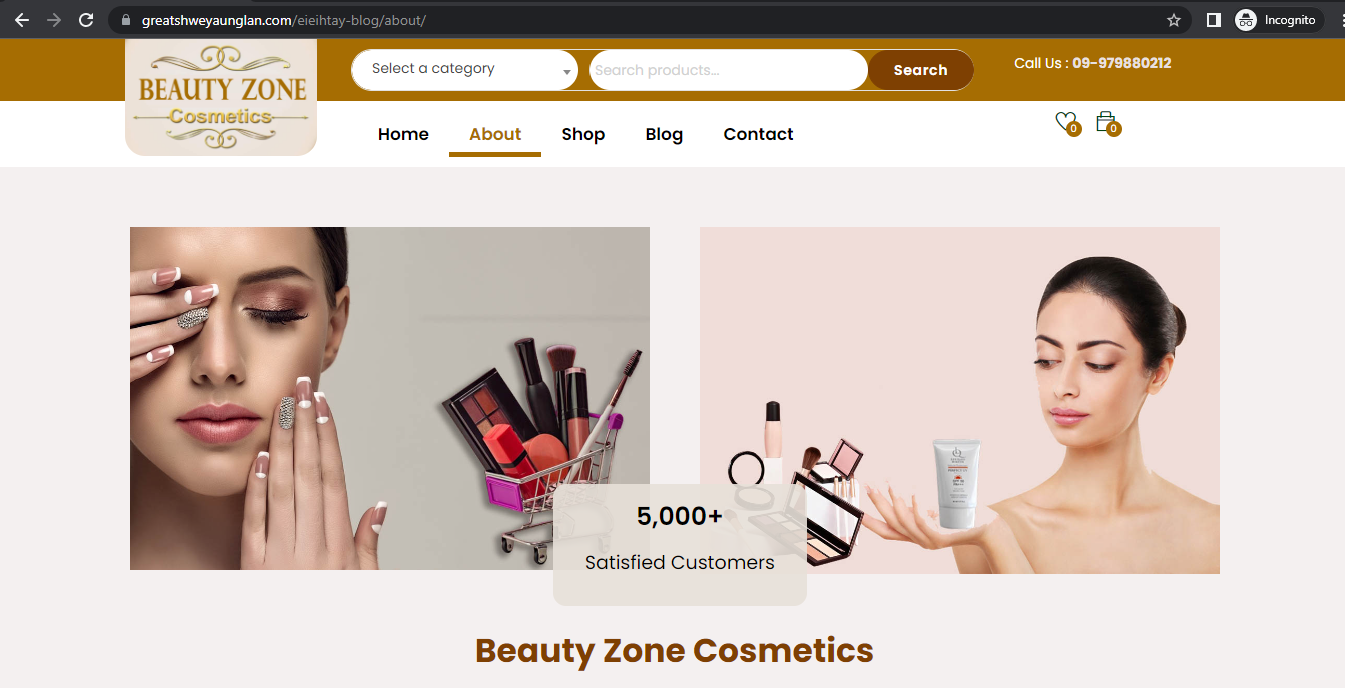 greatshweyaunglan.com/eieihtay-blog/about/
Incognito
BEAUTY ZONE
Cosmetics
Select a category
Search products...
Search
Call Us : 09-979880212
Home
About
Shop
Blog
Contact
0
0
5,000+
Satisfied Customers
Beauty Zone Cosmetics